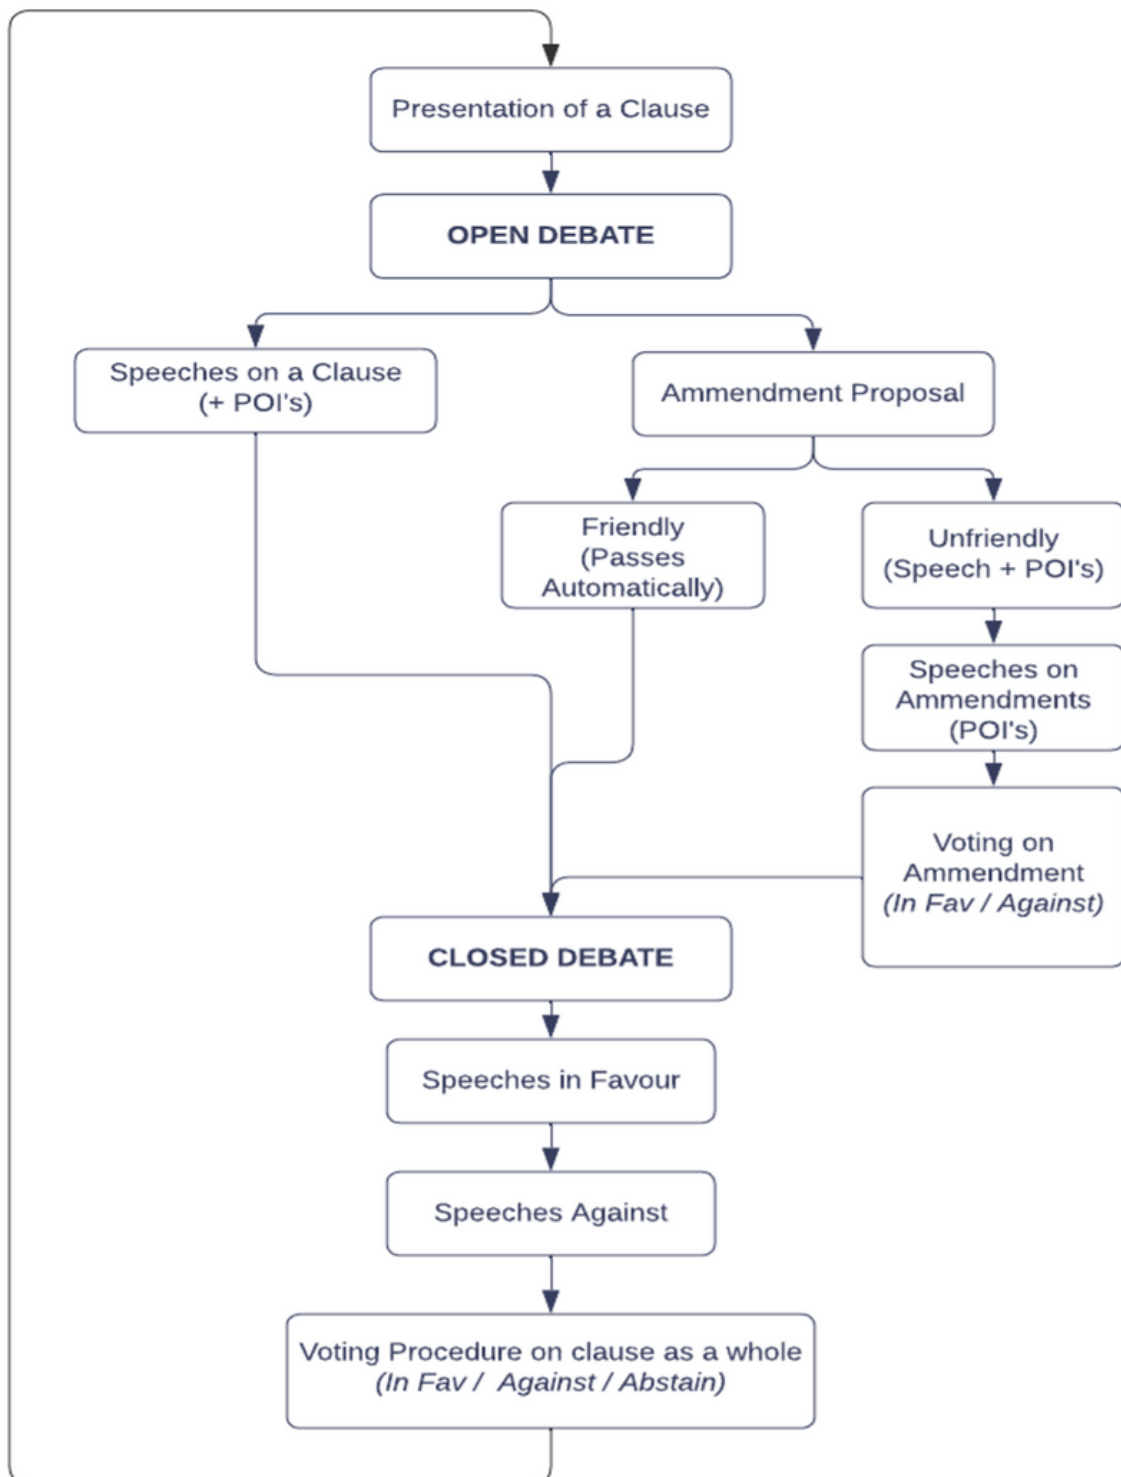 Presentation of a Clause
OPEN DEBATE
Speeches on a Clause
(+ POI's)
Ammendment Proposal
Friendly
(Passes
Automatically)
Unfriendly
(Speech + POI's)
Speeches on
Ammendments
(POI's)
Voting on
Ammendment
(In Fav / Against)
CLOSED DEBATE
Speeches in Favour
Speeches Against
Voting Procedure on clause as a whole
(In Fav / Against / Abstain)